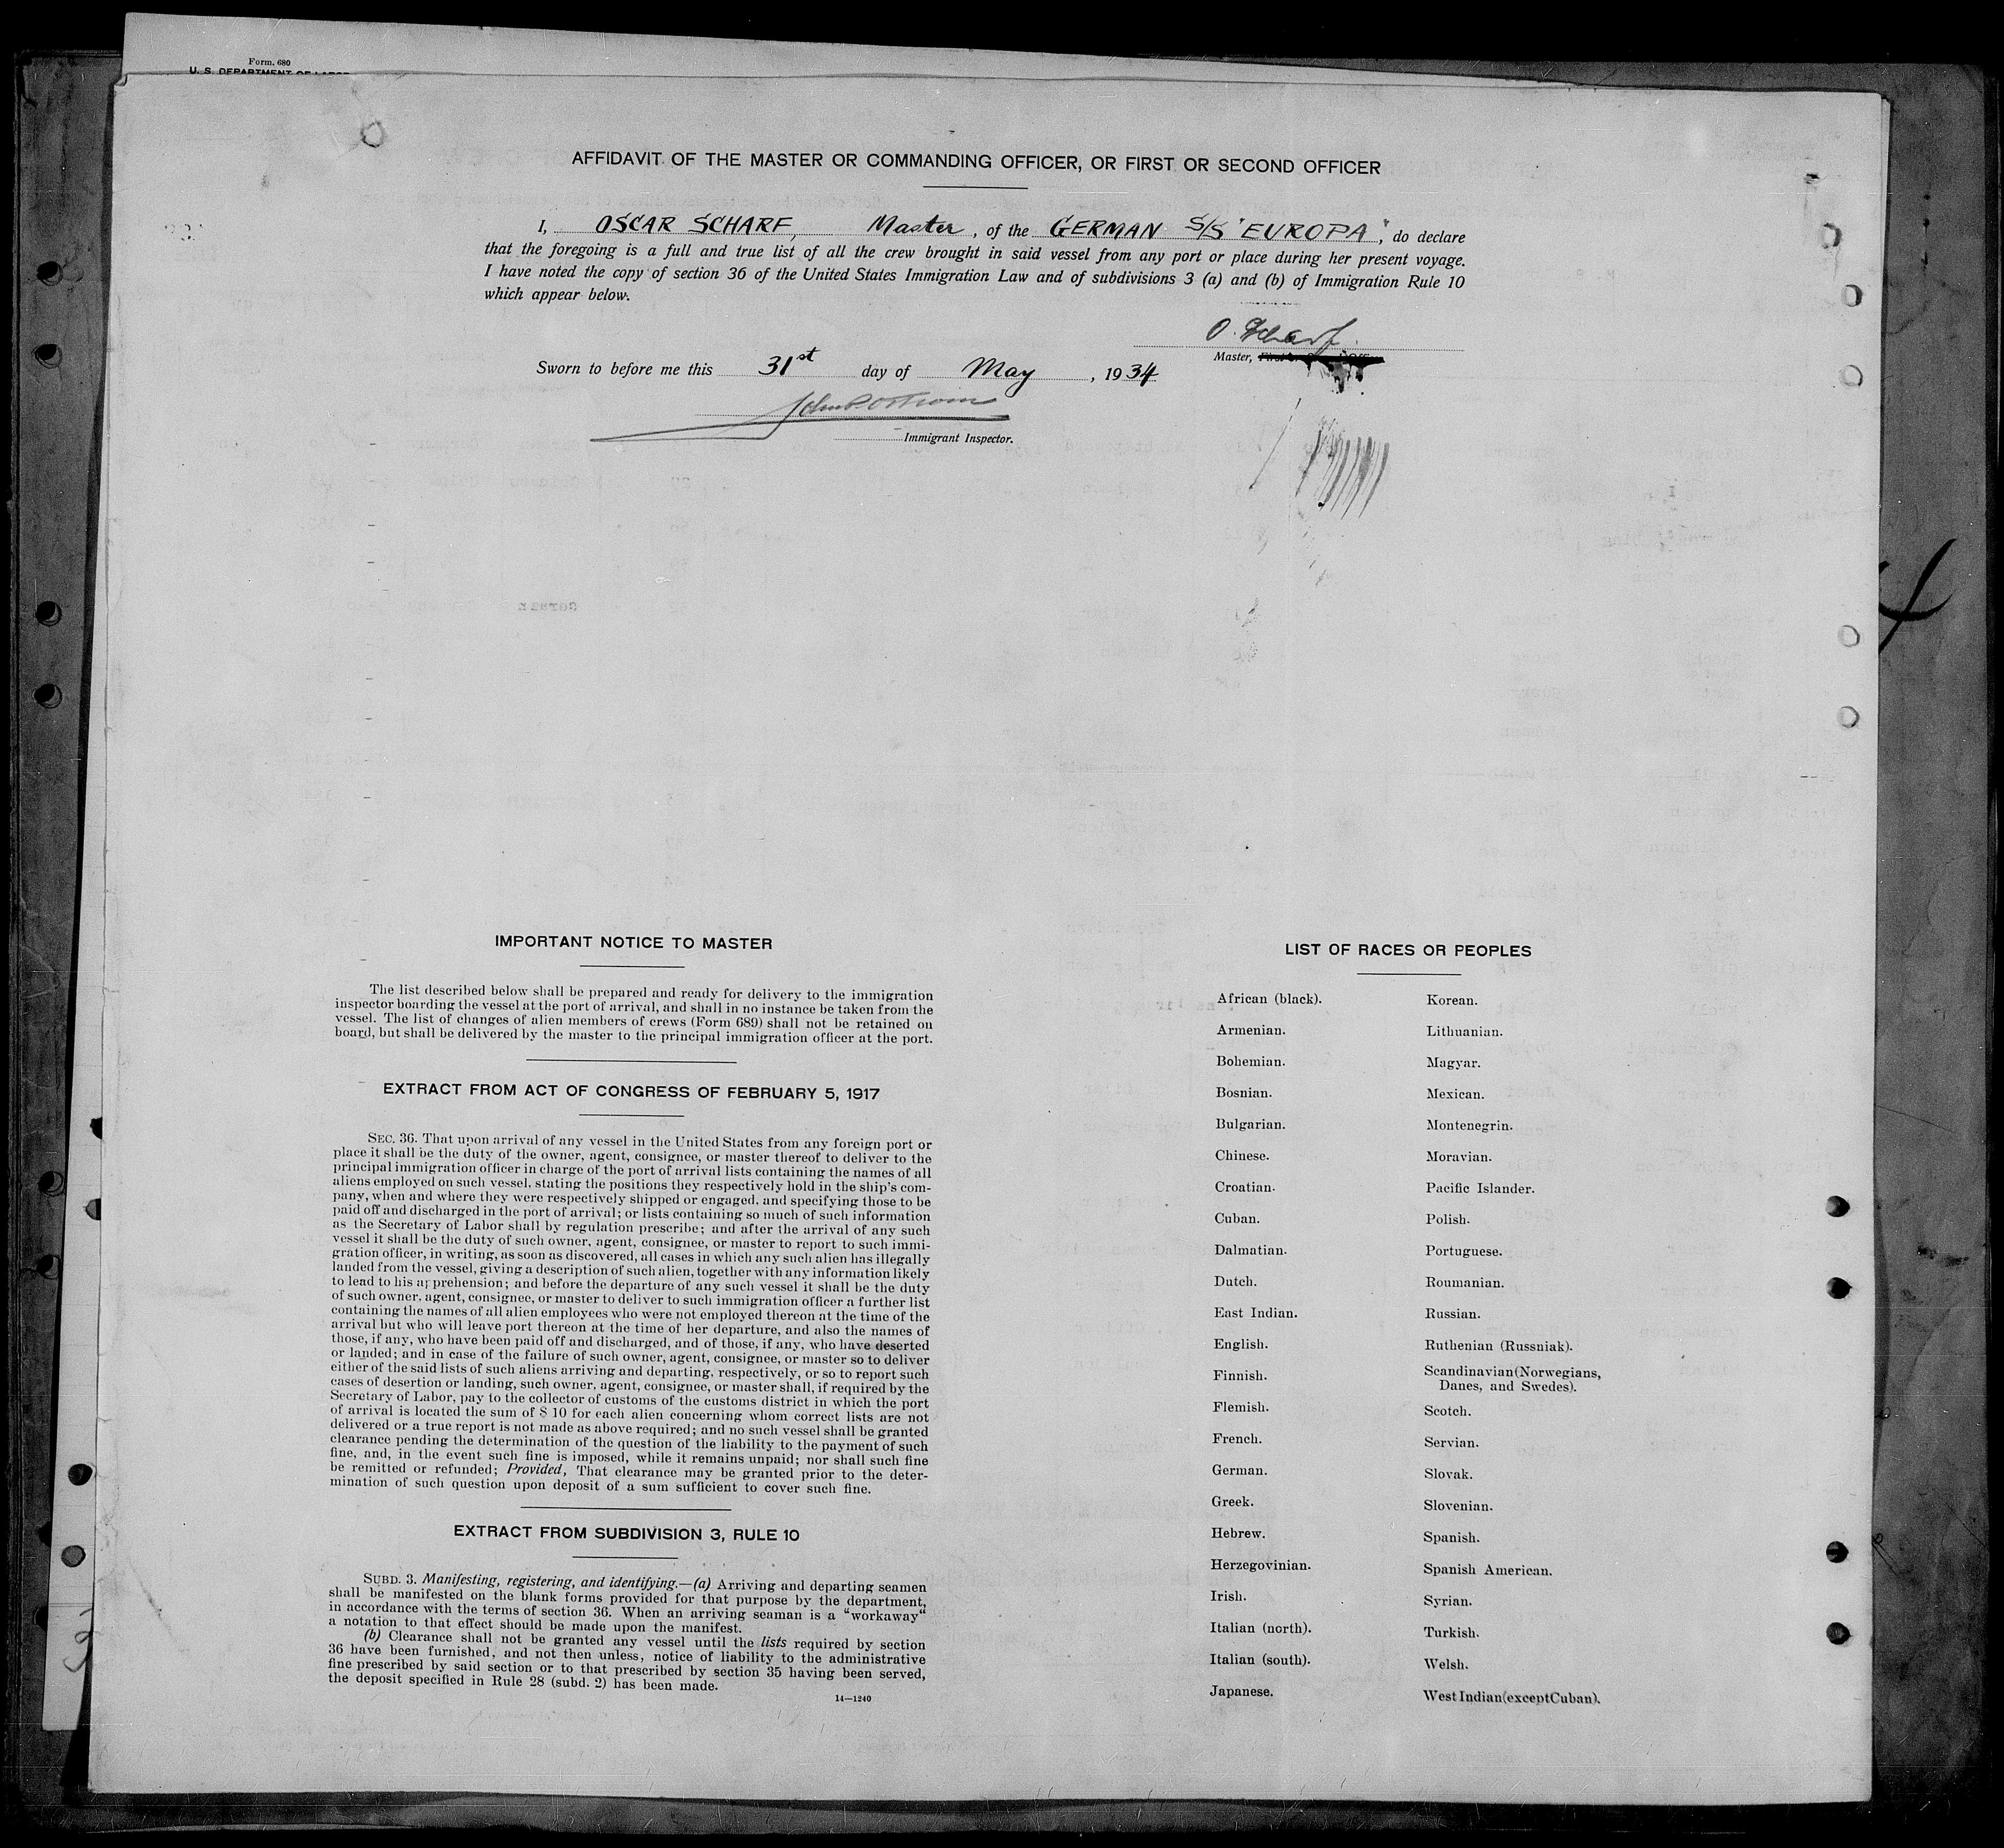 Form. 680
U. S. DEPARTMENT OF LABOR
AFFIDAVIT OF THE MASTER OR COMMANDING OFFICER, OR FIRST OR SECOND OFFICER
I, OSCAR SCHARF, Master, of the GERMAN S/S "EUROPA", do declare
that the foregoing is a full and true list of all the crew brought in said vessel from any port or place during her present voyage.
I have noted the copy of section 36 of the United States Immigration Law and of subdivisions 3 (a) and (b) of Immigration Rule 10
which appear below.
O. Scharf
Master,
Sworn to before me this 31st day of May, 1934
Immigrant Inspector.
IMPORTANT NOTICE TO MASTER
The list described below shall be prepared and ready for delivery to the immigration
inspector boarding the vessel at the port of arrival, and shall in no instance be taken from the
vessel. The list of changes of alien members of crews (Form 689) shall not be retained on
board, but shall be delivered by the master to the principal immigration officer at the port.
EXTRACT FROM ACT OF CONGRESS OF FEBRUARY 5, 1917
SEC. 36. That upon arrival of any vessel in the United States from any foreign port or
place it shall be the duty of the owner, agent, consignee, or master thereof to deliver to the
principal immigration officer in charge of the port of arrival lists containing the names of all
aliens employed on such vessel, stating the positions they respectively hold in the ship's com-
pany, when and where they were respectively shipped or engaged, and specifying those to be
paid off and discharged in the port of arrival; or lists containing so much of such information
as the Secretary of Labor shall by regulation prescribe; and after the arrival of any such
vessel it shall be the duty of such owner, agent, consignee, or master to report to such immi-
gration officer, in writing, as soon as discovered, all cases in which any such alien has illegally
landed from the vessel, giving a description of such alien, together with any information likely
to lead to his apprehension; and before the departure of any such vessel it shall be the duty
of such owner, agent, consignee, or master to deliver to such immigration officer a further list
containing the names of all alien employees who were not employed thereon at the time of the
arrival but who will leave port thereon at the time of her departure, and also the names of
those, if any, who have been paid off and discharged, and of those, if any, who have deserted
or landed; and in case of the failure of such owner, agent, consignee, or master so to deliver
either of the said lists of such aliens arriving and departing, respectively, or so to report such
cases of desertion or landing, such owner, agent, consignee, or master shall, if required by the
Secretary of Labor, pay to the collector of customs of the customs district in which the port
of arrival is located the sum of $ 10 for each alien concerning whom correct lists are not
delivered or a true report is not made as above required; and no such vessel shall be granted
clearance pending the determination of the question of the liability to the payment of such
fine, and, in the event such fine is imposed, while it remains unpaid; nor shall such fine
be remitted or refunded; Provided, That clearance may be granted prior to the deter-
mination of such question upon deposit of a sum sufficient to cover such fine.
EXTRACT FROM SUBDIVISION 3, RULE 10
SUBD. 3. Manifesting, registering, and identifying.—(a) Arriving and departing seamen
shall be manifested on the blank forms provided for that purpose by the department,
in accordance with the terms of section 36. When an arriving seaman is a "workaway"
a notation to that effect should be made upon the manifest.
(b) Clearance shall not be granted any vessel until the lists required by section
36 have been furnished, and not then unless, notice of liability to the administrative
fine prescribed by said section or to that prescribed by section 35 having been served,
the deposit specified in Rule 28 (subd. 2) has been made.
14—1240
LIST OF RACES OR PEOPLES
African (black).
Armenian.
Bohemian.
Bosnian.
Bulgarian.
Chinese.
Croatian.
Cuban.
Dalmatian.
Dutch.
East Indian.
English.
Finnish.
Flemish.
French.
German.
Greek.
Hebrew.
Herzegovinian.
Irish.
Italian (north).
Italian (south).
Japanese.
Korean.
Lithuanian.
Magyar.
Mexican.
Montenegrin.
Moravian.
Pacific Islander.
Polish.
Portuguese.
Roumanian.
Russian.
Ruthenian (Russniak).
Scandinavian (Norwegians,
Danes, and Swedes).
Scotch.
Servian.
Slovak.
Slovenian.
Spanish.
Spanish American.
Syrian.
Turkish.
Welsh.
West Indian (except Cuban).